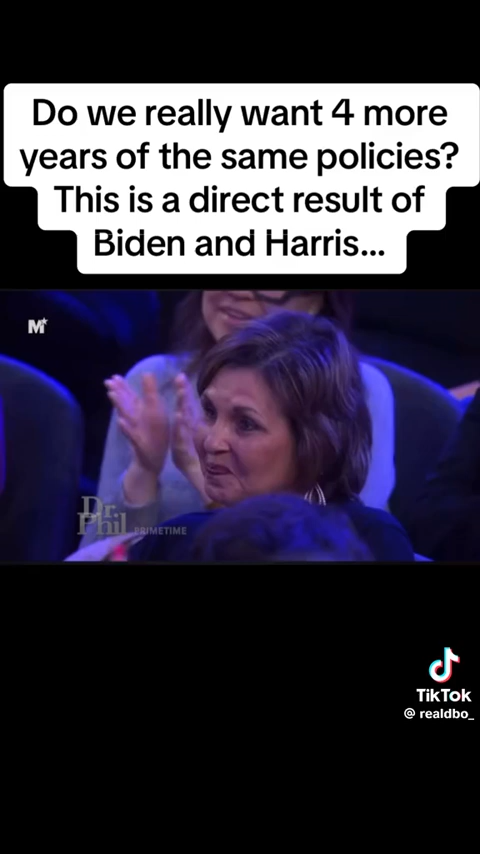 Do we really want 4 more
years of the same policies?
This is a direct result of
Biden and Harris...
M
Dr.
Phil PRIMETIME
TikTok
@ realdbo_